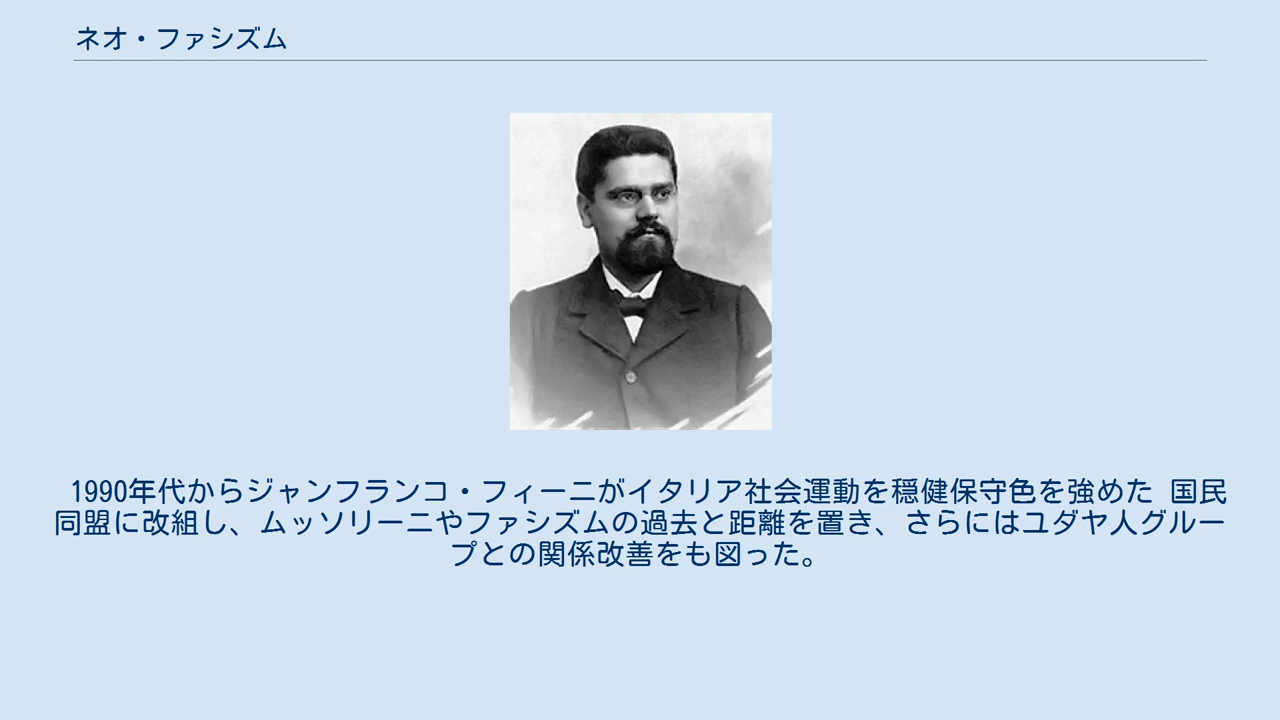 ネオ・ファシズム
1990年代からジャンフランコ・フィーニがイタリア社会運動を穏健保守色を強めた 国民
同盟に改組し、ムッソリーニやファシズムの過去と距離を置き、さらにはユダヤ人グルー
プとの関係改善をも図った。